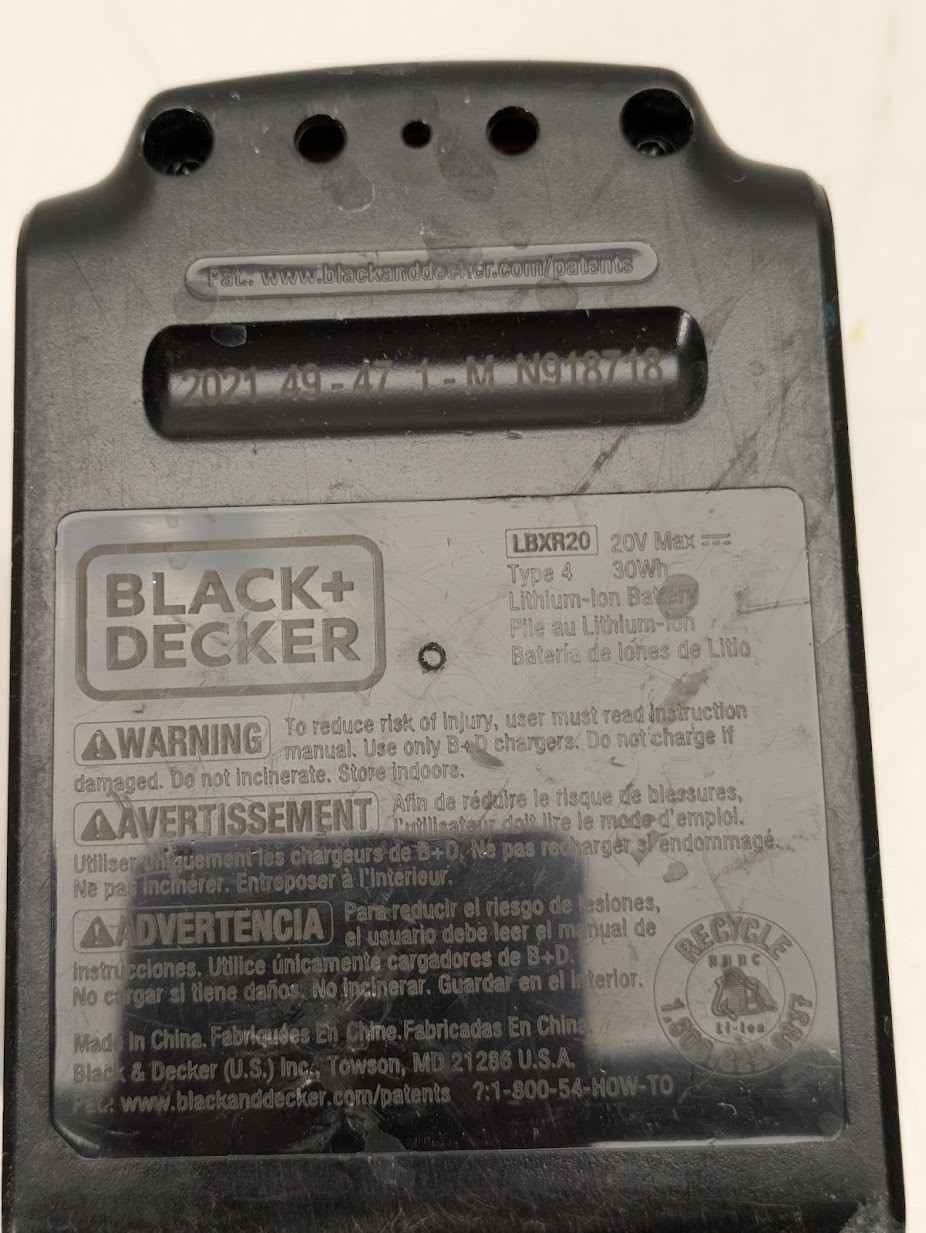 Pat.: www.blackanddecker.com/patents
2021 49-47 1-M N918718
BLACK+
DECKER
LBXR20 20V Max
Type 4 30Wh
Lithium-Ion Battery
Pile au Lithium-Ion
Batería de Iones de Litio
WARNING To reduce risk of injury, user must read instruction
manual. Use only B+D chargers. Do not charge if
damaged. Do not incinerate. Store indoors.
AVERTISSEMENT Afin de réduire le risque de blessures,
l'utilisateur doit lire le mode d'emploi.
Utiliser uniquement les chargeurs de B+D. Ne pas recharger si endommagé.
Ne pas incinérer. Entreposer à l'interieur.
ADVERTENCIA Para reducir el riesgo de lesiones,
el usuario debe leer el manual de
instrucciones. Utilice únicamente cargadores de B+D.
No cargar si tiene daños. No incinerar. Guardar en el interior.
RECYCLE
RBRC
Li-Ion
Made In China. Fabriquées En Chine. Fabricadas En China
Black & Decker (U.S.) Inc., Towson, MD 21286 U.S.A.
Pat.: www.blackanddecker.com/patents ?:1-800-54-HOW-TO